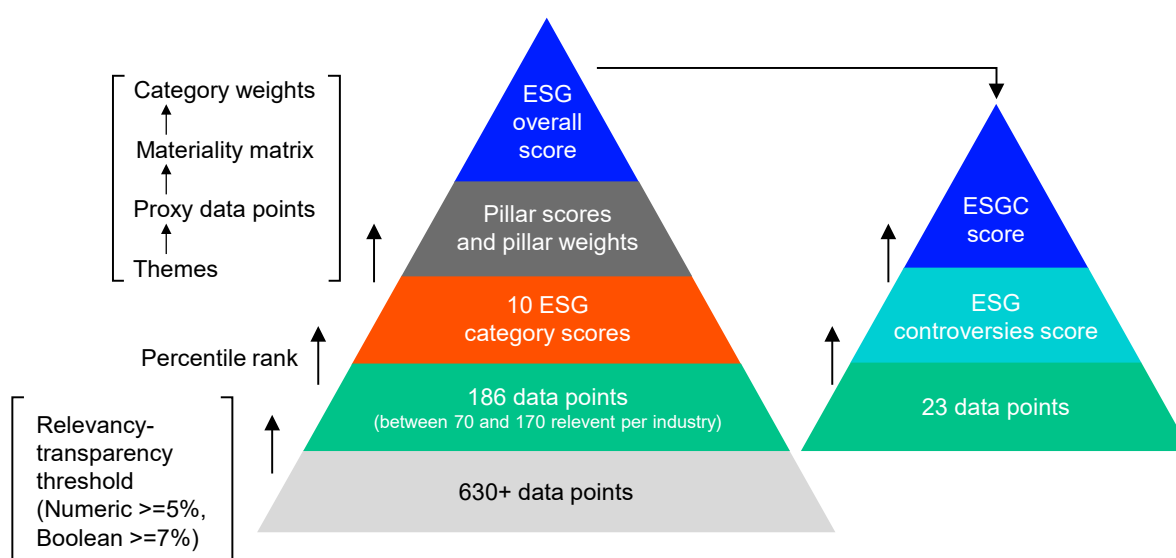 Category weights
Materiality matrix
Proxy data points
Themes
Percentile rank
Relevancy-
transparency
threshold
(Numeric >=5%,
Boolean >=7%)
ESG
overall
score
Pillar scores
and pillar weights
10 ESG
category scores
186 data points
(between 70 and 170 relevent per industry)
630+ data points
ESGC
score
ESG
controversies score
23 data points